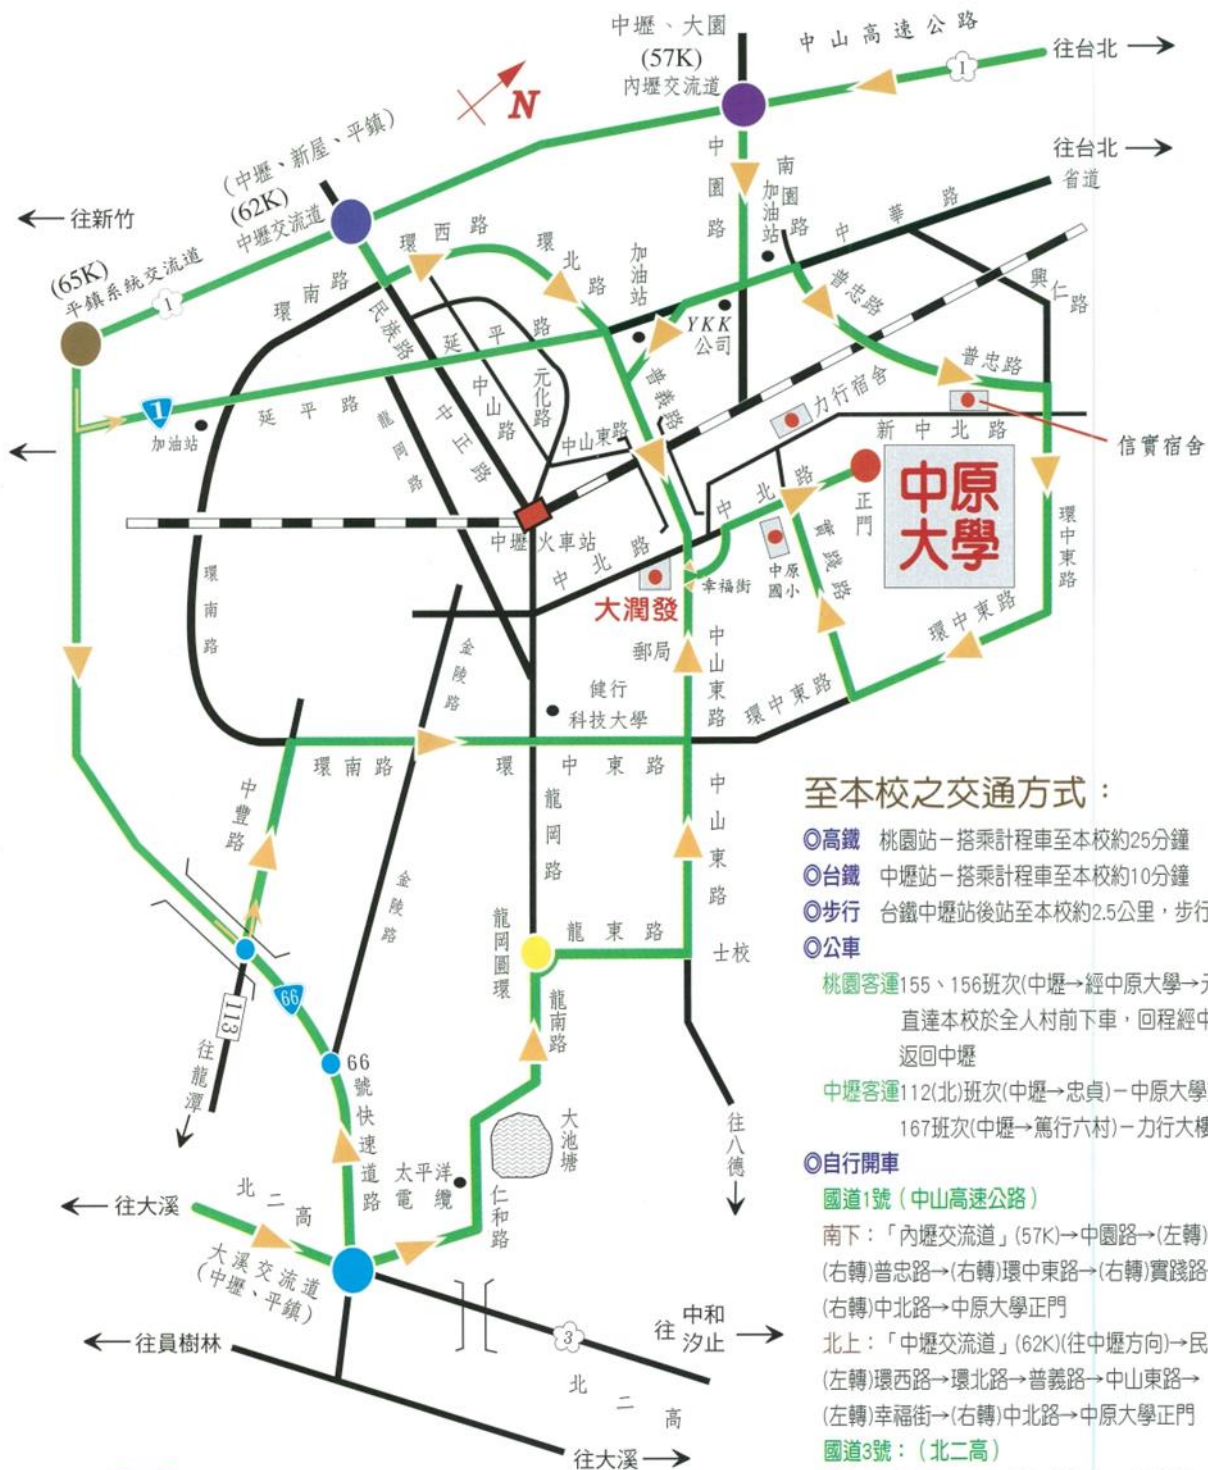 中壢、大園
(57K)
內壢交流道
中山高速公路
1
往台北
N
往台北
省道
(中壢、新屋、平鎮)
(62K)
中壢交流道
往新竹
(65K)
平鎮系統交流道
1
環南路
環西路
環北路
加油站
中園路
南園路
加油站
中華路
興仁路
民族路
延平路
YKK
公司
普忠路
普忠路
1
延平路
加油站
龍岡路
中正路
中山路
元化路
中山東路
普義路
力行宿舍
新中北路
信實宿舍
中原
大學
正門
中北路
中壢火車站
中北路
實踐路
中原
國小
幸福街
大潤發
環中東路
環中東路
環南路
金陵路
郵局
中山東路
健行
科技大學
環中東路
環南路
環中東路
中豐路
龍岡路
中山東路
金陵路
龍岡圓環
龍東路
士校
龍南路
66
113
往龍潭
66號快速道路
大池塘
太平洋
電纜
仁和路
往八德
往大溪
北二高
大溪交流道
(中壢、平鎮)
往員樹林
3
往
中和
汐止
北二高
往大溪
至本校之交通方式：
◎高鐵 桃園站－搭乘計程車至本校約25分鐘
◎台鐵 中壢站－搭乘計程車至本校約10分鐘
◎步行 台鐵中壢站後站至本校約2.5公里，步行
◎公車
桃園客運155、156班次(中壢→經中原大學→
直達本校於全人村前下車，回程經中
返回中壢
中壢客運112(北)班次(中壢→忠貞)－中原大學
167班次(中壢→篤行六村)－力行大樓
◎自行開車
國道1號（中山高速公路）
南下：「內壢交流道」(57K)→中園路→(左轉)
(右轉)普忠路→(右轉)環中東路→(右轉)實踐路
(右轉)中北路→中原大學正門
北上：「中壢交流道」(62K)(往中壢方向)→民
(左轉)環西路→環北路→普義路→中山東路→
(左轉)幸福街→(右轉)中北路→中原大學正門
國道3號：（北二高）